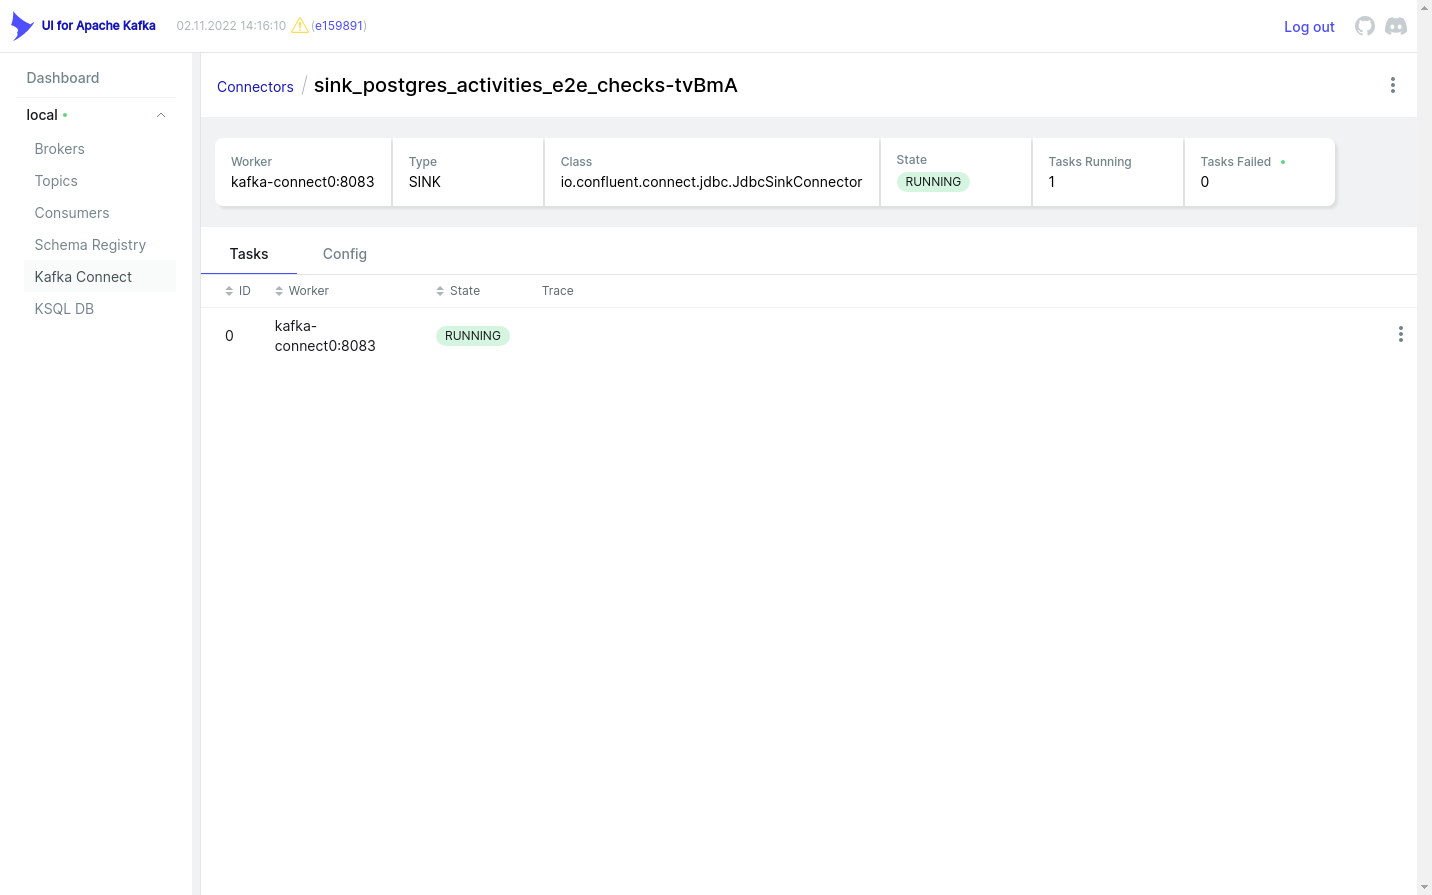 UI for Apache Kafka 02.11.2022 14:16:10 (e159891) Log out
Dashboard
local
Brokers
Topics
Consumers
Schema Registry
Kafka Connect
KSQL DB
Connectors / sink_postgres_activities_e2e_checks-tvBmA
Worker Type Class State Tasks Running Tasks Failed
kafka-connect0:8083 SINK io.confluent.connect.jdbc.JdbcSinkConnector RUNNING 1 0
Tasks Config
ID Worker State Trace
0 kafka-
connect0:8083 RUNNING